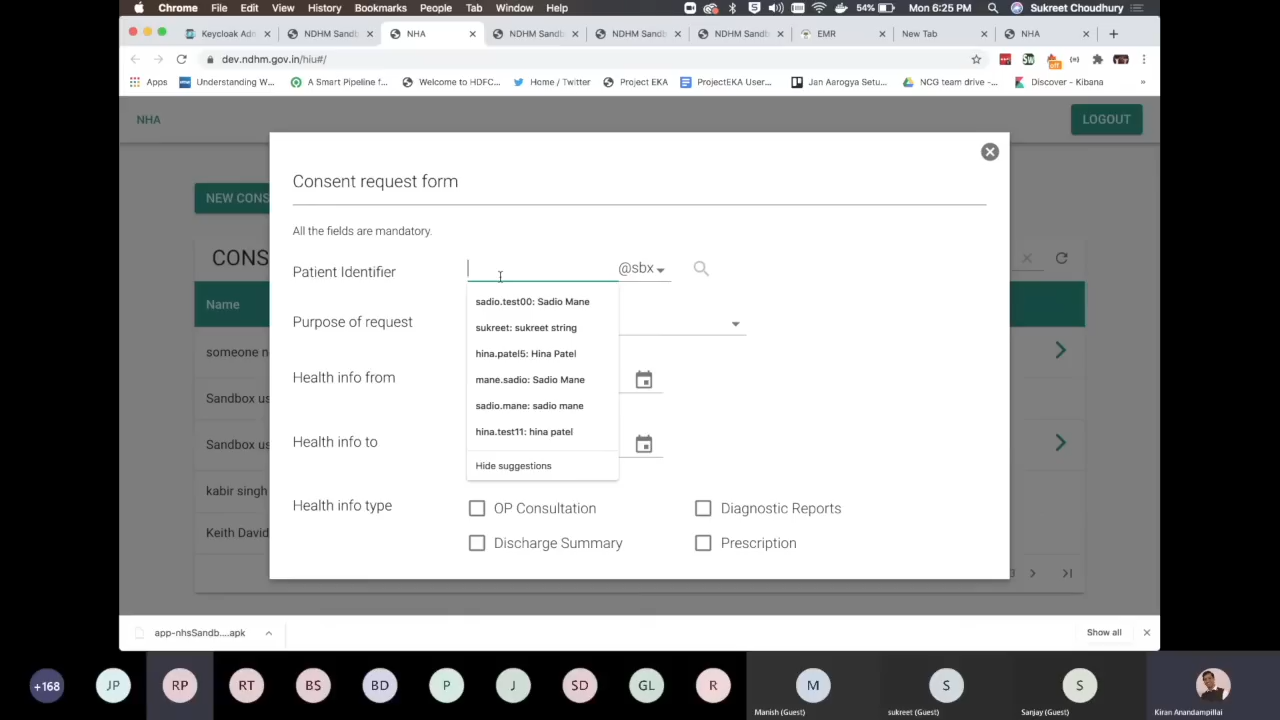 Chrome File Edit View History Bookmarks People Tab Window Help 54% Mon 6:25 PM Sukreet Choudhury
Keycloak Adm NDHM Sandb NHA NDHM Sandb NDHM Sandb NDHM Sandb EMR New Tab NHA
dev.ndhm.gov.in/hiu#/
Apps Understanding W... A Smart Pipeline f... Welcome to HDFC... Home / Twitter Project EKA ProjectEKA User... Jan Aarogya Setu... NCG team drive -... Discover - Kibana »
NHA LOGOUT
Consent request form
NEW CONS
All the fields are mandatory.
CONS
Patient Identifier @sbx
Name
sadio.test00: Sadio Mane
Purpose of request
sukreet: sukreet string
someone n
hina.patel5: Hina Patel
Health info from
mane.sadio: Sadio Mane
Sandbox us
sadio.mane: sadio mane
hina.test11: hina patel
Health info to
Sandbox us
Hide suggestions
kabir singh
Health info type
OP Consultation Diagnostic Reports
Keith David
Discharge Summary Prescription
app-nhsSandb....apk Show all
+168 JP RP RT BS BD P J SD GL R M S S
Manish (Guest) sukreet (Guest) Sanjay (Guest) Kiran Anandampillai